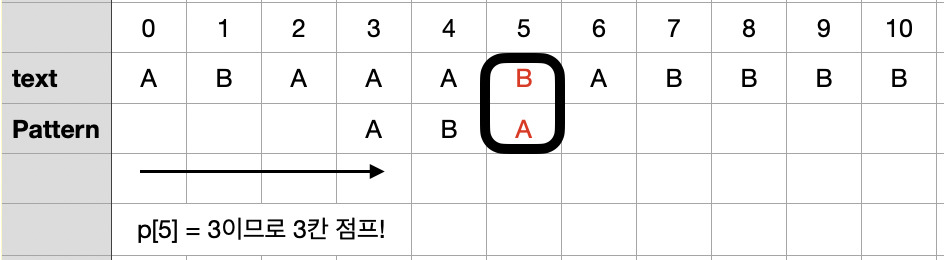 0 1 2 3 4 5 6 7 8 9 10
text A B A A A B A B B B B
Pattern A B A
p[5] = 3이므로 3칸 점프!